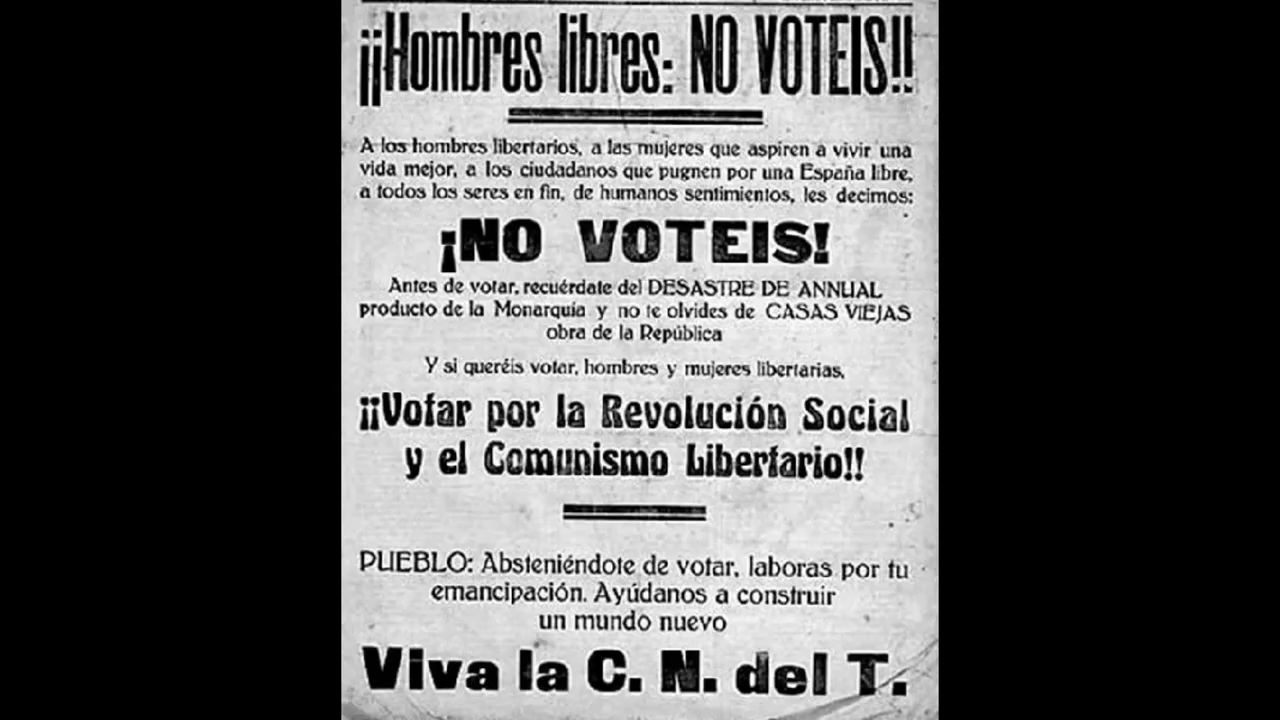 ¡¡Hombres libres: NO VOTEIS!!
A los hombres libertarios, a las mujeres que aspiren a vivir una
vida mejor, a los ciudadanos que pugnen por una España libre,
a todos los seres en fin, de humanos sentimientos, les decimos:
¡NO VOTEIS!
Antes de votar, recuérdate del DESASTRE DE ANNUAL
producto de la Monarquía y no te olvides de CASAS VIEJAS
obra de la República
Y si queréis votar, hombres y mujeres libertarias,
¡¡Votar por la Revolución Social
y el Comunismo Libertario!!
PUEBLO: Absteniéndote de votar, laboras por tu
emancipación. Ayúdanos a construir
un mundo nuevo
Viva la C. N. del T.